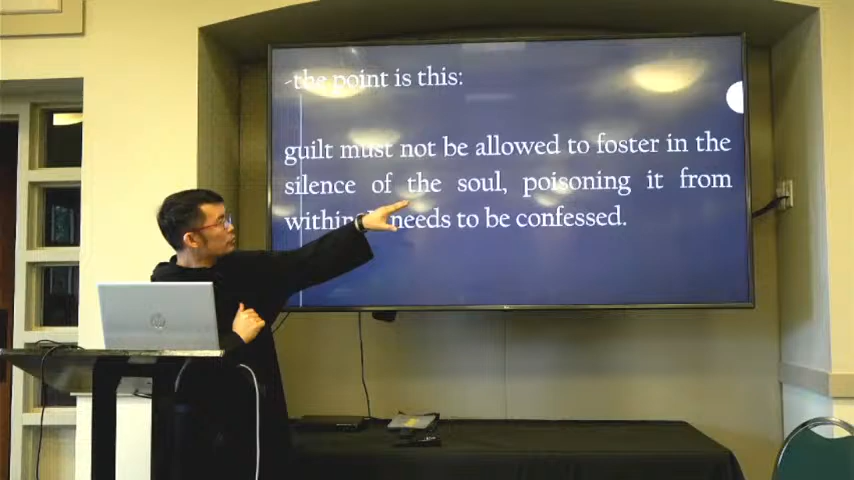 -the point is this:
guilt must not be allowed to foster in the
silence of the soul, poisoning it from
within. needs to be confessed.